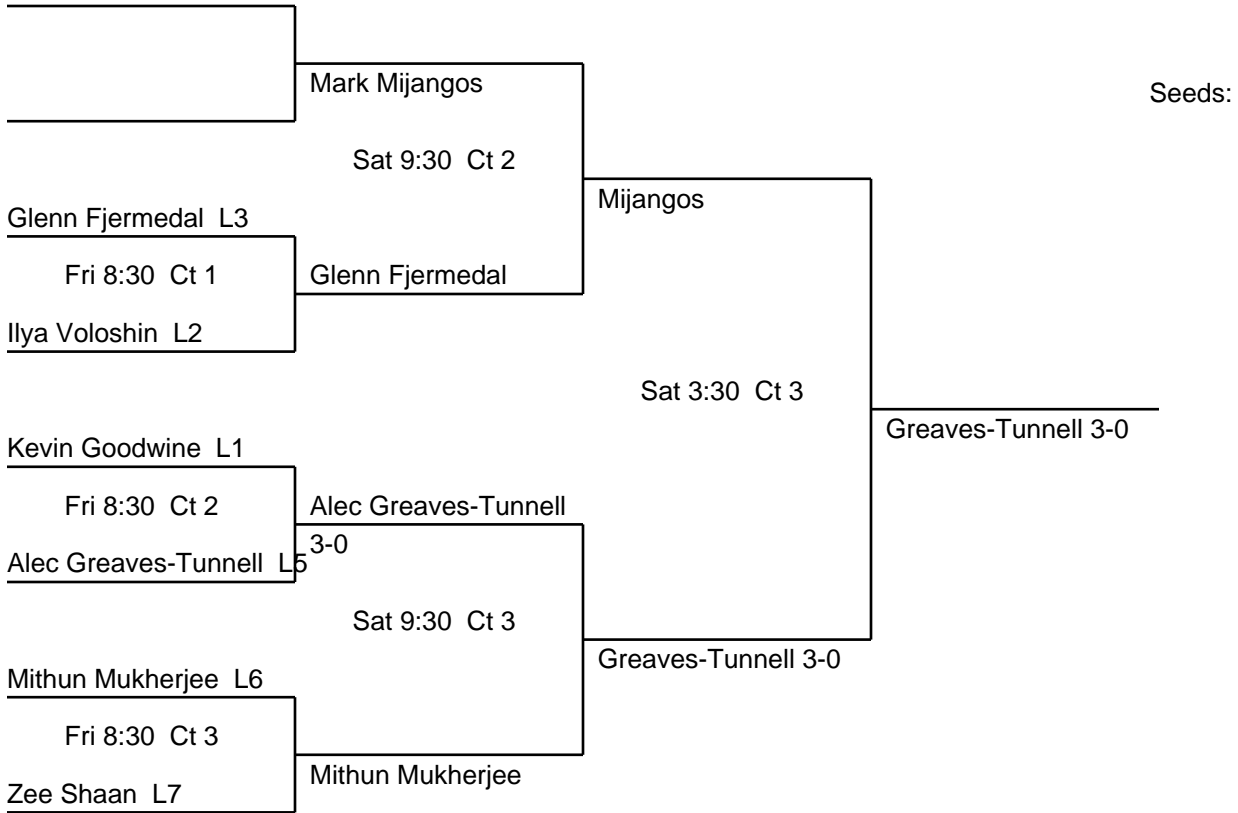 Mark Mijangos
Seeds:
Sat 9:30 Ct 2
Mijangos
Glenn Fjermedal L3
Fri 8:30 Ct 1
Glenn Fjermedal
Ilya Voloshin L2
Sat 3:30 Ct 3
Greaves-Tunnell 3-0
Kevin Goodwine L1
Fri 8:30 Ct 2
Alec Greaves-Tunnell
3-0
Alec Greaves-Tunnell L5
Sat 9:30 Ct 3
Greaves-Tunnell 3-0
Mithun Mukherjee L6
Fri 8:30 Ct 3
Mithun Mukherjee
Zee Shaan L7